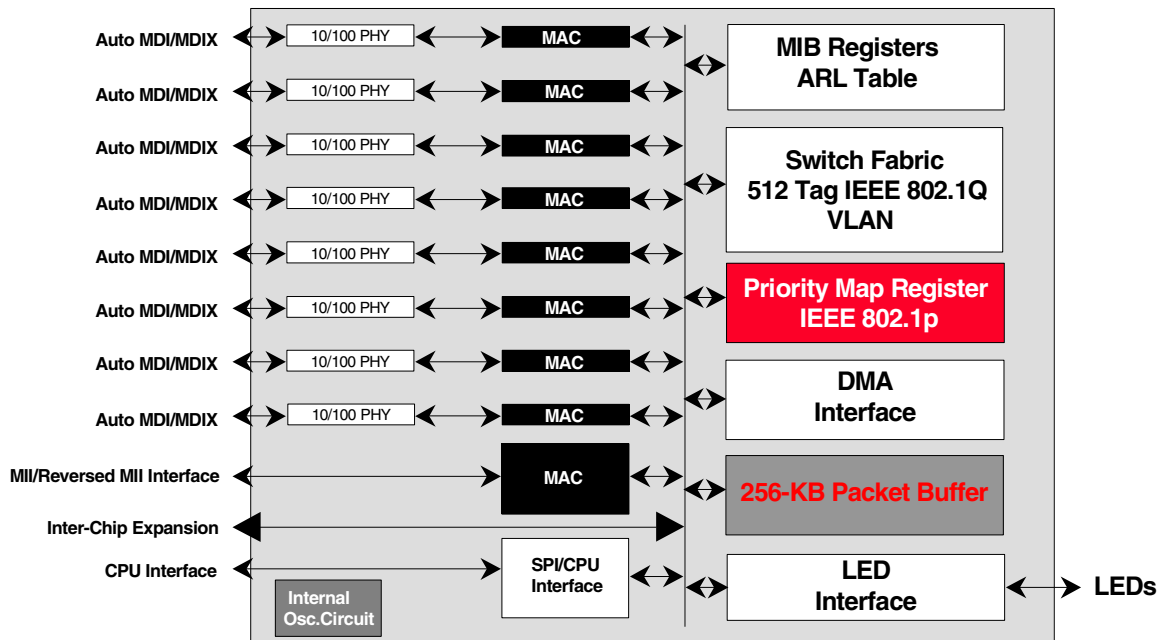 Auto MDI/MDIX
10/100 PHY
MAC
Auto MDI/MDIX
10/100 PHY
MAC
Auto MDI/MDIX
10/100 PHY
MAC
Auto MDI/MDIX
10/100 PHY
MAC
Auto MDI/MDIX
10/100 PHY
MAC
Auto MDI/MDIX
10/100 PHY
MAC
Auto MDI/MDIX
10/100 PHY
MAC
Auto MDI/MDIX
10/100 PHY
MAC
MII/Reversed MII Interface
MAC
Inter-Chip Expansion
CPU Interface
SPI/CPU
Interface
Internal
Osc.Circuit
MIB Registers
ARL Table
Switch Fabric
512 Tag IEEE 802.1Q
VLAN
Priority Map Register
IEEE 802.1p
DMA
Interface
256-KB Packet Buffer
LED
Interface
LEDs